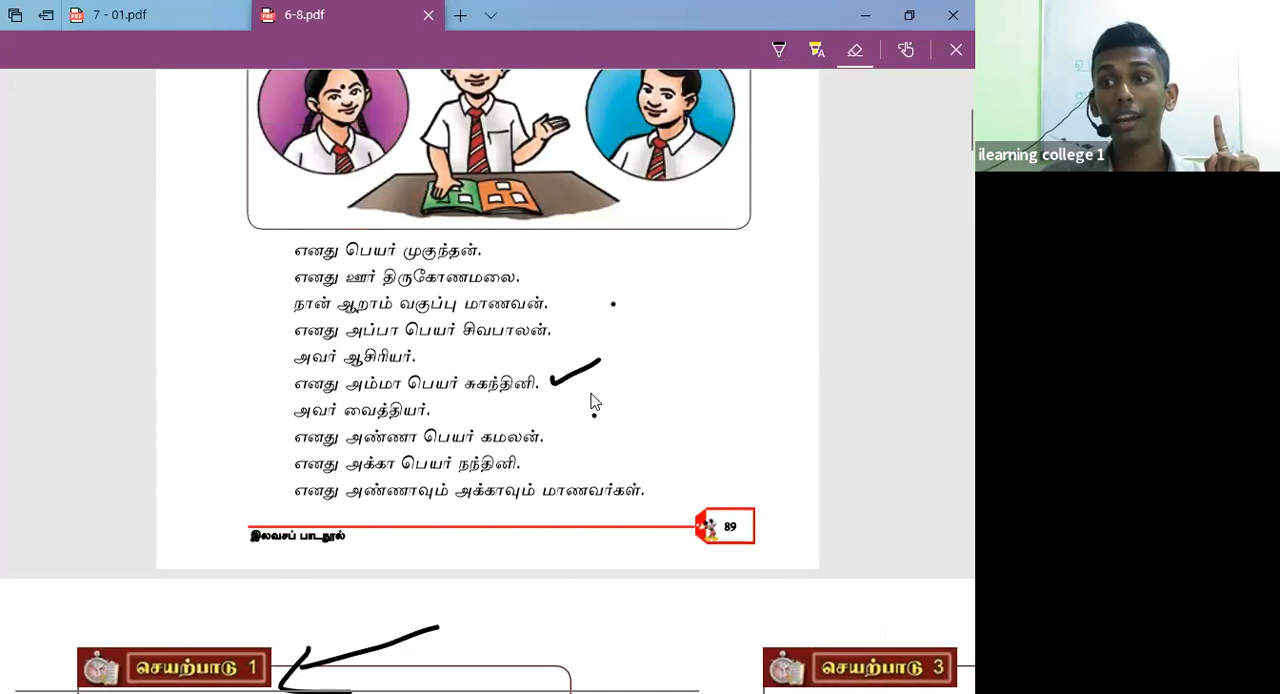 7 - 01.pdf
6-8.pdf
ilearning college 1
எனது பெயர் முகுந்தன்.
எனது ஊர் திருகோணமலை.
நான் ஆறாம் வகுப்பு மாணவன்.
எனது அப்பா பெயர் சிவபாலன்.
அவர் ஆசிரியர்.
எனது அம்மா பெயர் சுகந்தினி.
அவர் வைத்தியர்.
எனது அண்ணா பெயர் கமலன்.
எனது அக்கா பெயர் நந்தினி.
எனது அண்ணாவும் அக்காவும் மாணவர்கள்.
இலவசப் பாடநூல்
89
செயற்பாடு 1
செயற்பாடு 3